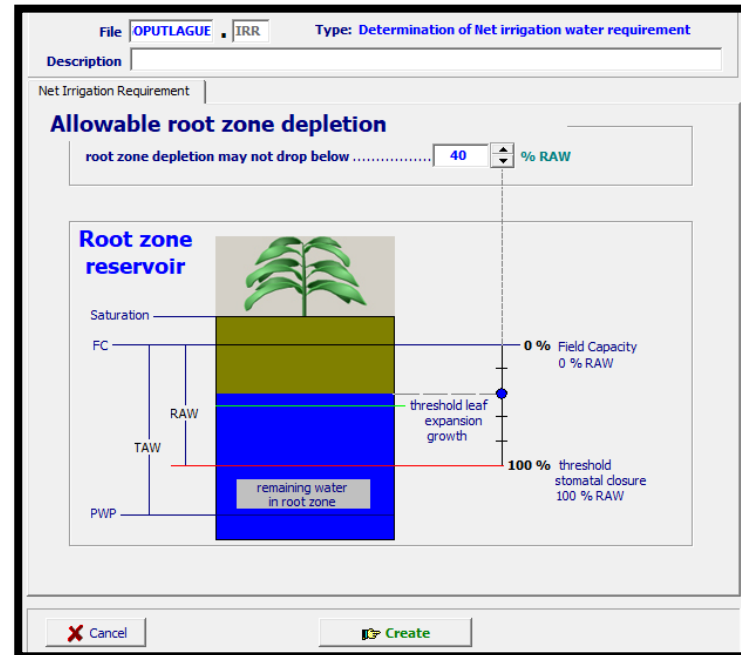 File OPUTLAGUE . IRR Type: Determination of Net irrigation water requirement
Description
Net Irrigation Requirement
Allowable root zone depletion
root zone depletion may not drop below .................. 40 % RAW
Root zone
reservoir
Saturation
FC
0 % Field Capacity
0 % RAW
threshold leaf
expansion
growth
RAW
TAW
100 % threshold
stomatal closure
100 % RAW
remaining water
in root zone
PWP
Cancel
Create